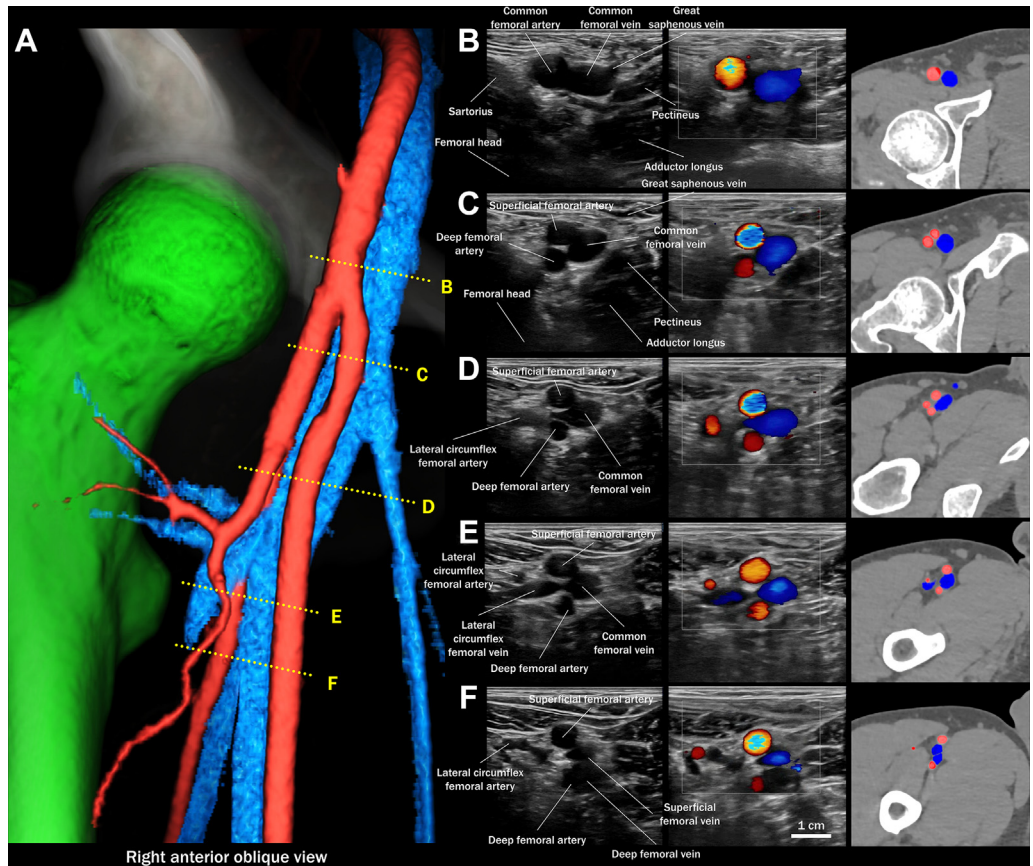 A
B
C
D
E
F
Right anterior oblique view
B
Common
femoral artery
Common
femoral vein
Great
saphenous vein
Sartorius
Pectineus
Femoral head
Adductor longus
C
Great saphenous vein
Superficial femoral artery
Deep femoral
artery
Common
femoral vein
Femoral head
Pectineus
Adductor longus
D
Superficial femoral artery
Lateral circumflex
femoral artery
Deep femoral artery
Common
femoral vein
E
Superficial femoral artery
Lateral
circumflex
femoral artery
Lateral
circumflex
femoral vein
Common
femoral vein
Deep femoral artery
F
Superficial femoral artery
Lateral circumflex
femoral artery
Superficial
femoral vein
Deep femoral artery
Deep femoral vein
1 cm